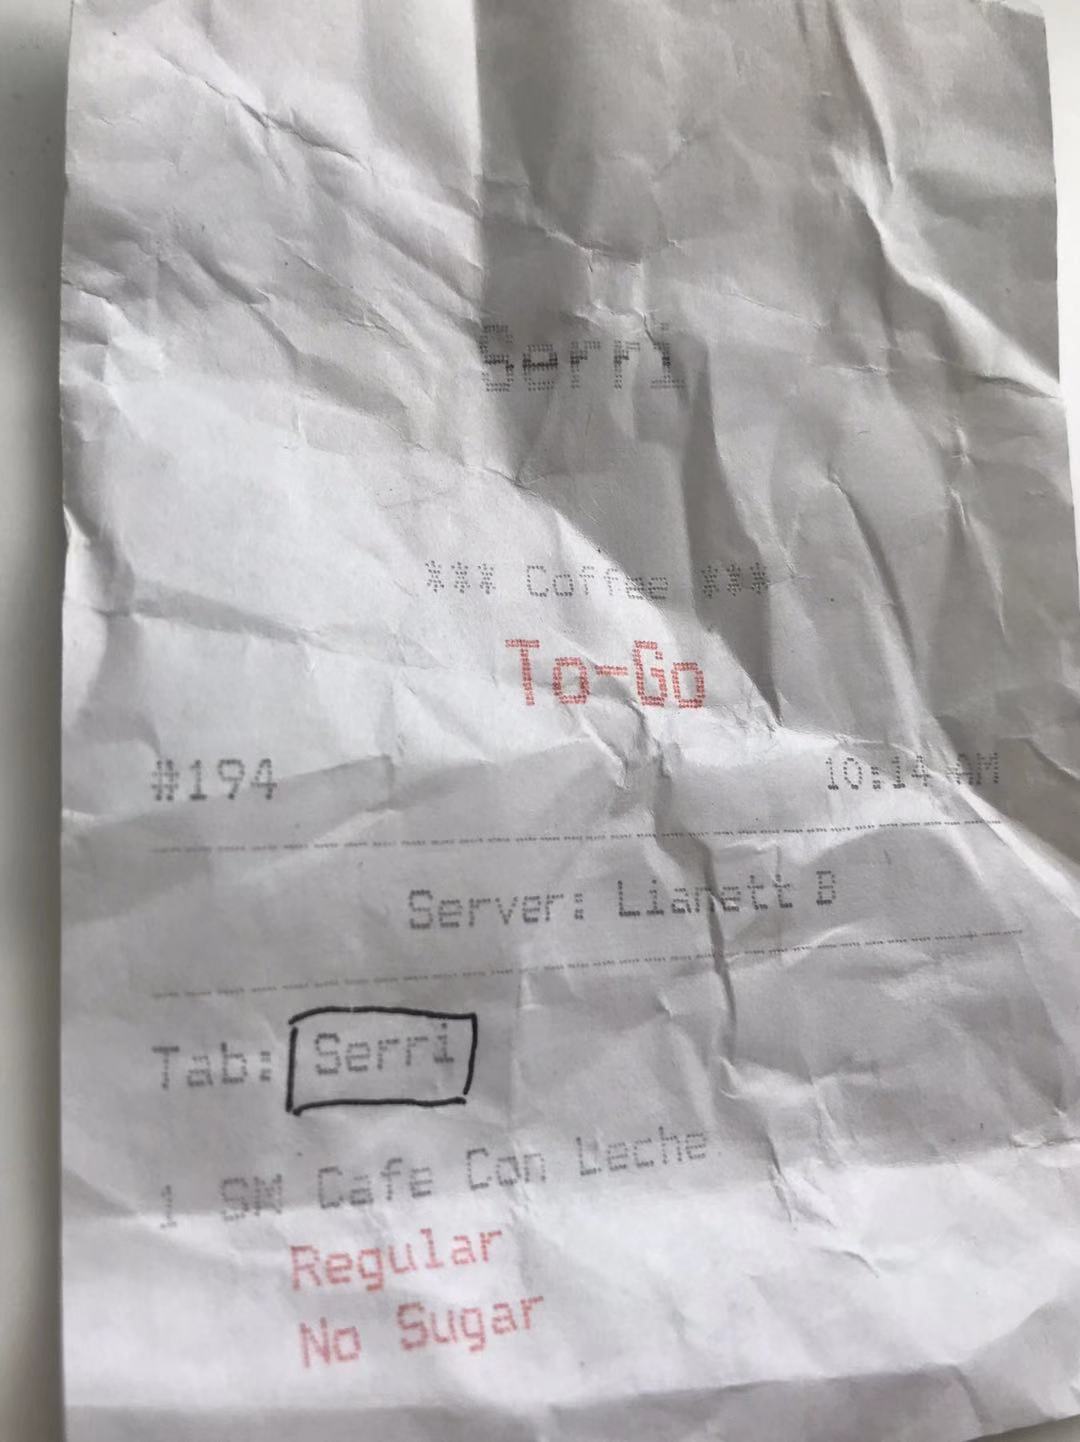 Serri
*** Coffee ***
To-Go
#194 10:14 AM
Server: Lianett B
Tab: Serri
1 SM Cafe Con Leche
Regular
No Sugar